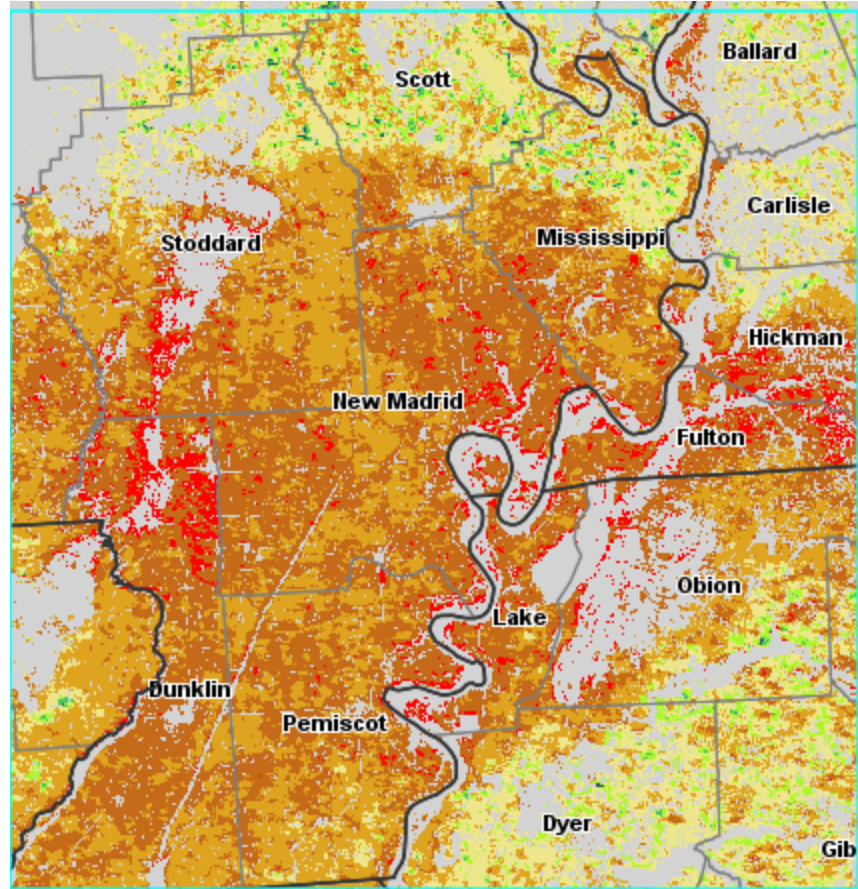 Ballard
Scott
Carlisle
Mississippi
Stoddard
Hickman
New Madrid
Fulton
Obion
Lake
Dunklin
Pemiscot
Dyer
Gib